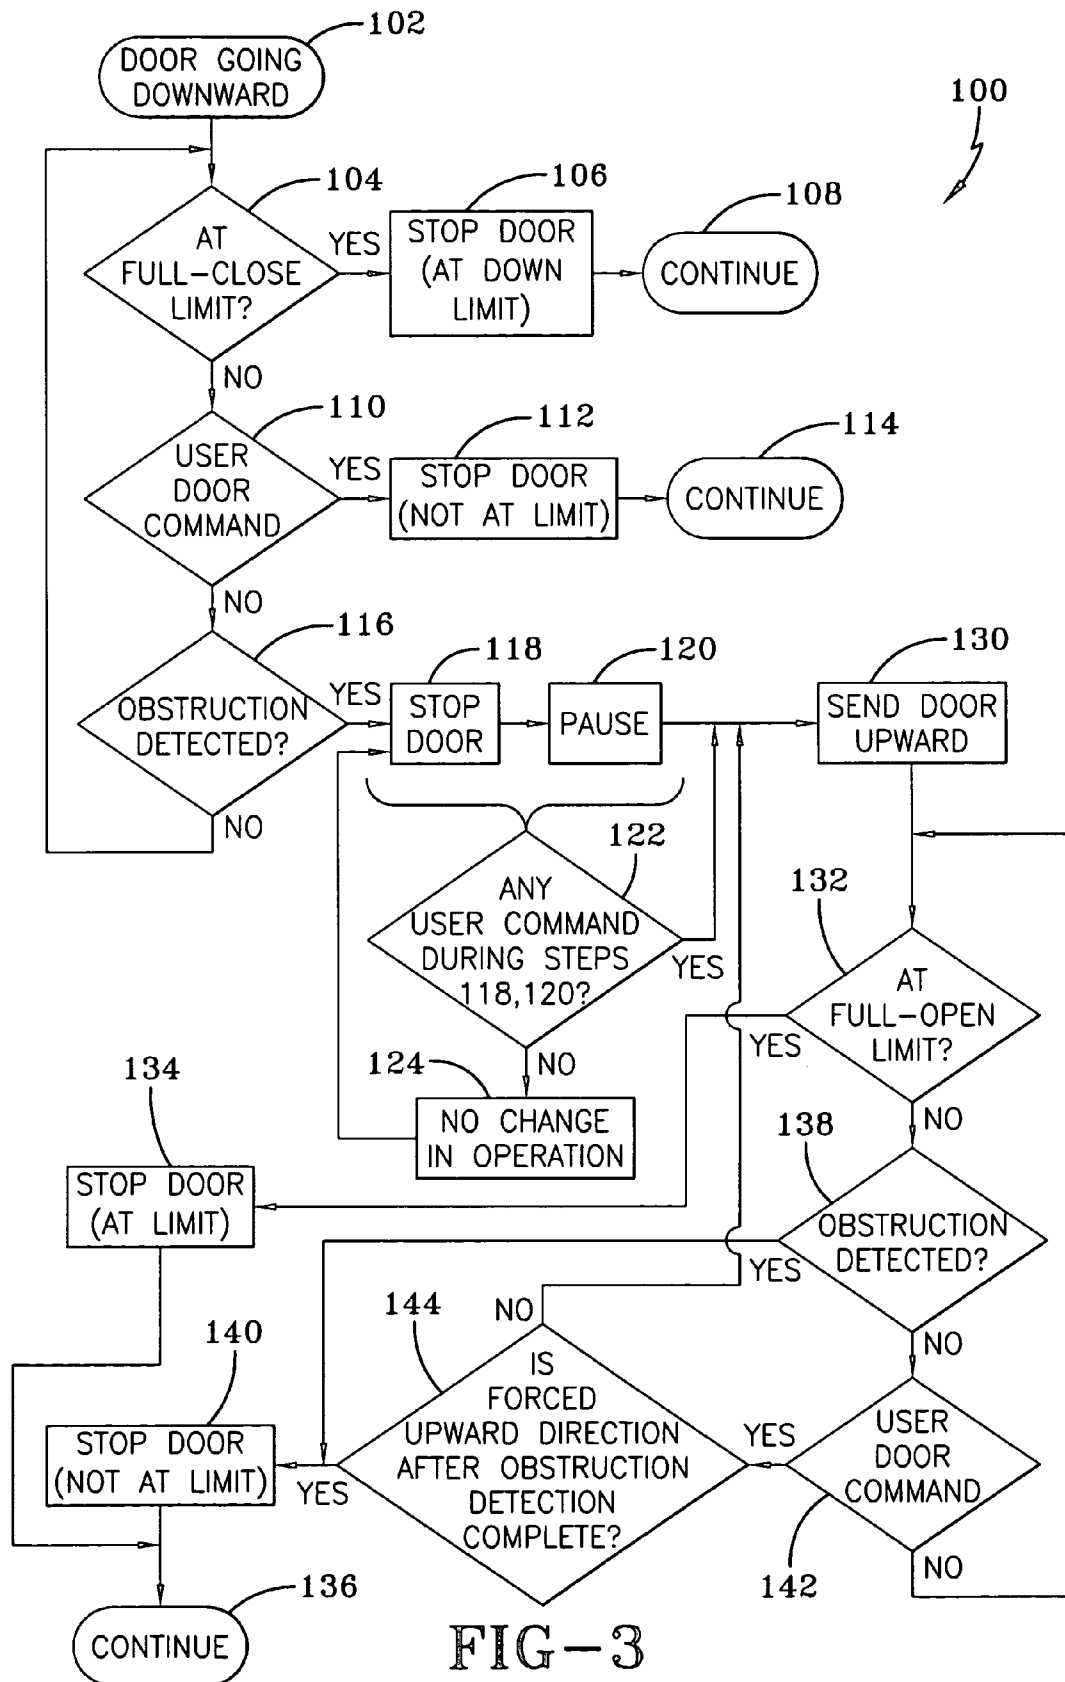 102
DOOR GOING
DOWNWARD
100
104
106
108
AT
FULL-CLOSE
LIMIT?
YES
STOP DOOR
(AT DOWN
LIMIT)
CONTINUE
NO
110
112
114
USER
DOOR
COMMAND
YES
STOP DOOR
(NOT AT LIMIT)
CONTINUE
NO
116
118
120
130
OBSTRUCTION
DETECTED?
YES
STOP
DOOR
PAUSE
SEND DOOR
UPWARD
NO
122
ANY
USER COMMAND
DURING STEPS
118,120?
YES
132
AT
FULL-OPEN
LIMIT?
YES
NO
124
NO CHANGE
IN OPERATION
NO
134
STOP DOOR
(AT LIMIT)
138
OBSTRUCTION
DETECTED?
YES
NO
144
NO
IS
FORCED
UPWARD DIRECTION
AFTER OBSTRUCTION
DETECTION
COMPLETE?
YES
140
STOP DOOR
(NOT AT LIMIT)
YES
USER
DOOR
COMMAND
142
NO
136
CONTINUE
FIG-3